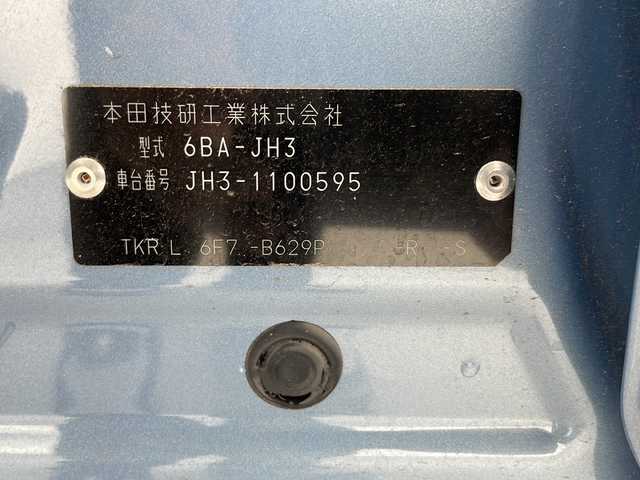 本田技研工業株式会社
型式 6BA-JH3
車台番号 JH3-1100595
TKR L 6F7 -B629P R -S